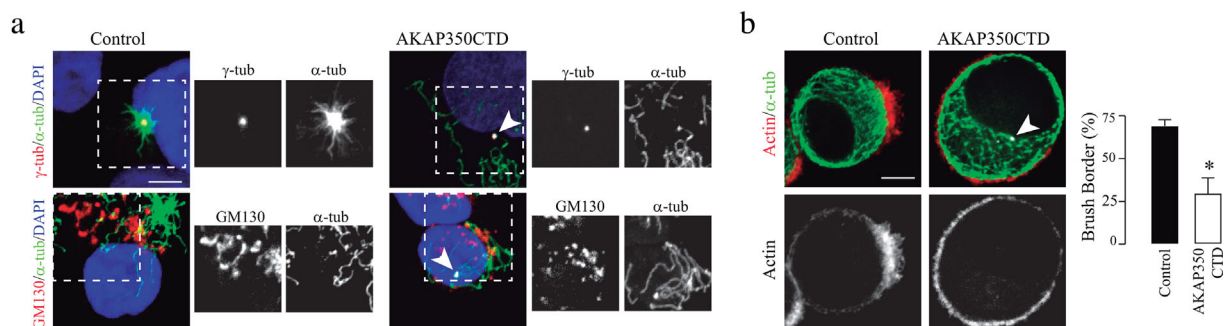 a
Control
γ-tub/α-tub/DAPI
γ-tub
α-tub
AKAP350CTD
γ-tub
α-tub
GM130/α-tub/DAPI
GM130
α-tub
GM130
α-tub
b
Control
AKAP350CTD
Actin/α-tub
Actin
Brush Border (%)
75
50
25
0
*
Control
AKAP350
CTD